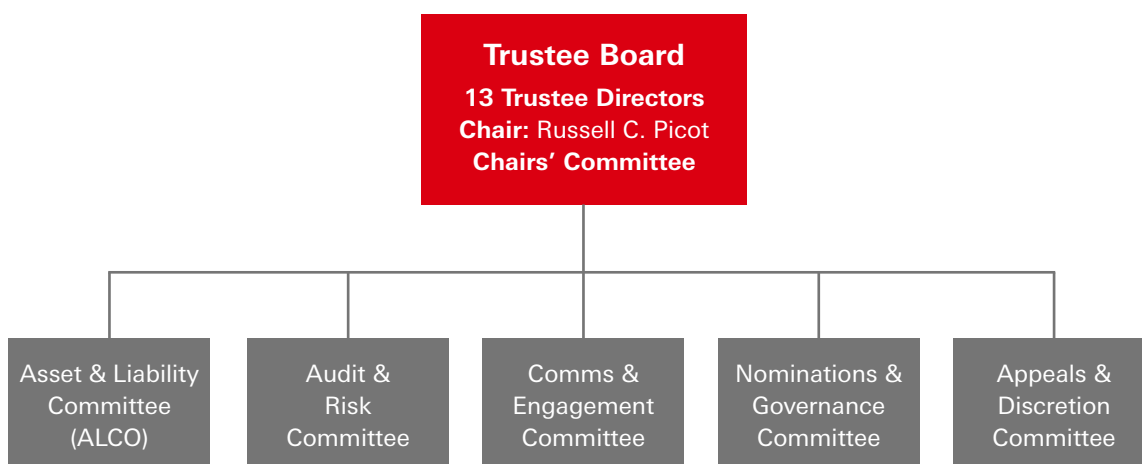 Trustee Board
13 Trustee Directors
Chair: Russell C. Picot
Chairs’ Committee
Asset & Liability
Committee
(ALCO)
Audit &
Risk
Committee
Comms &
Engagement
Committee
Nominations &
Governance
Committee
Appeals &
Discretion
Committee